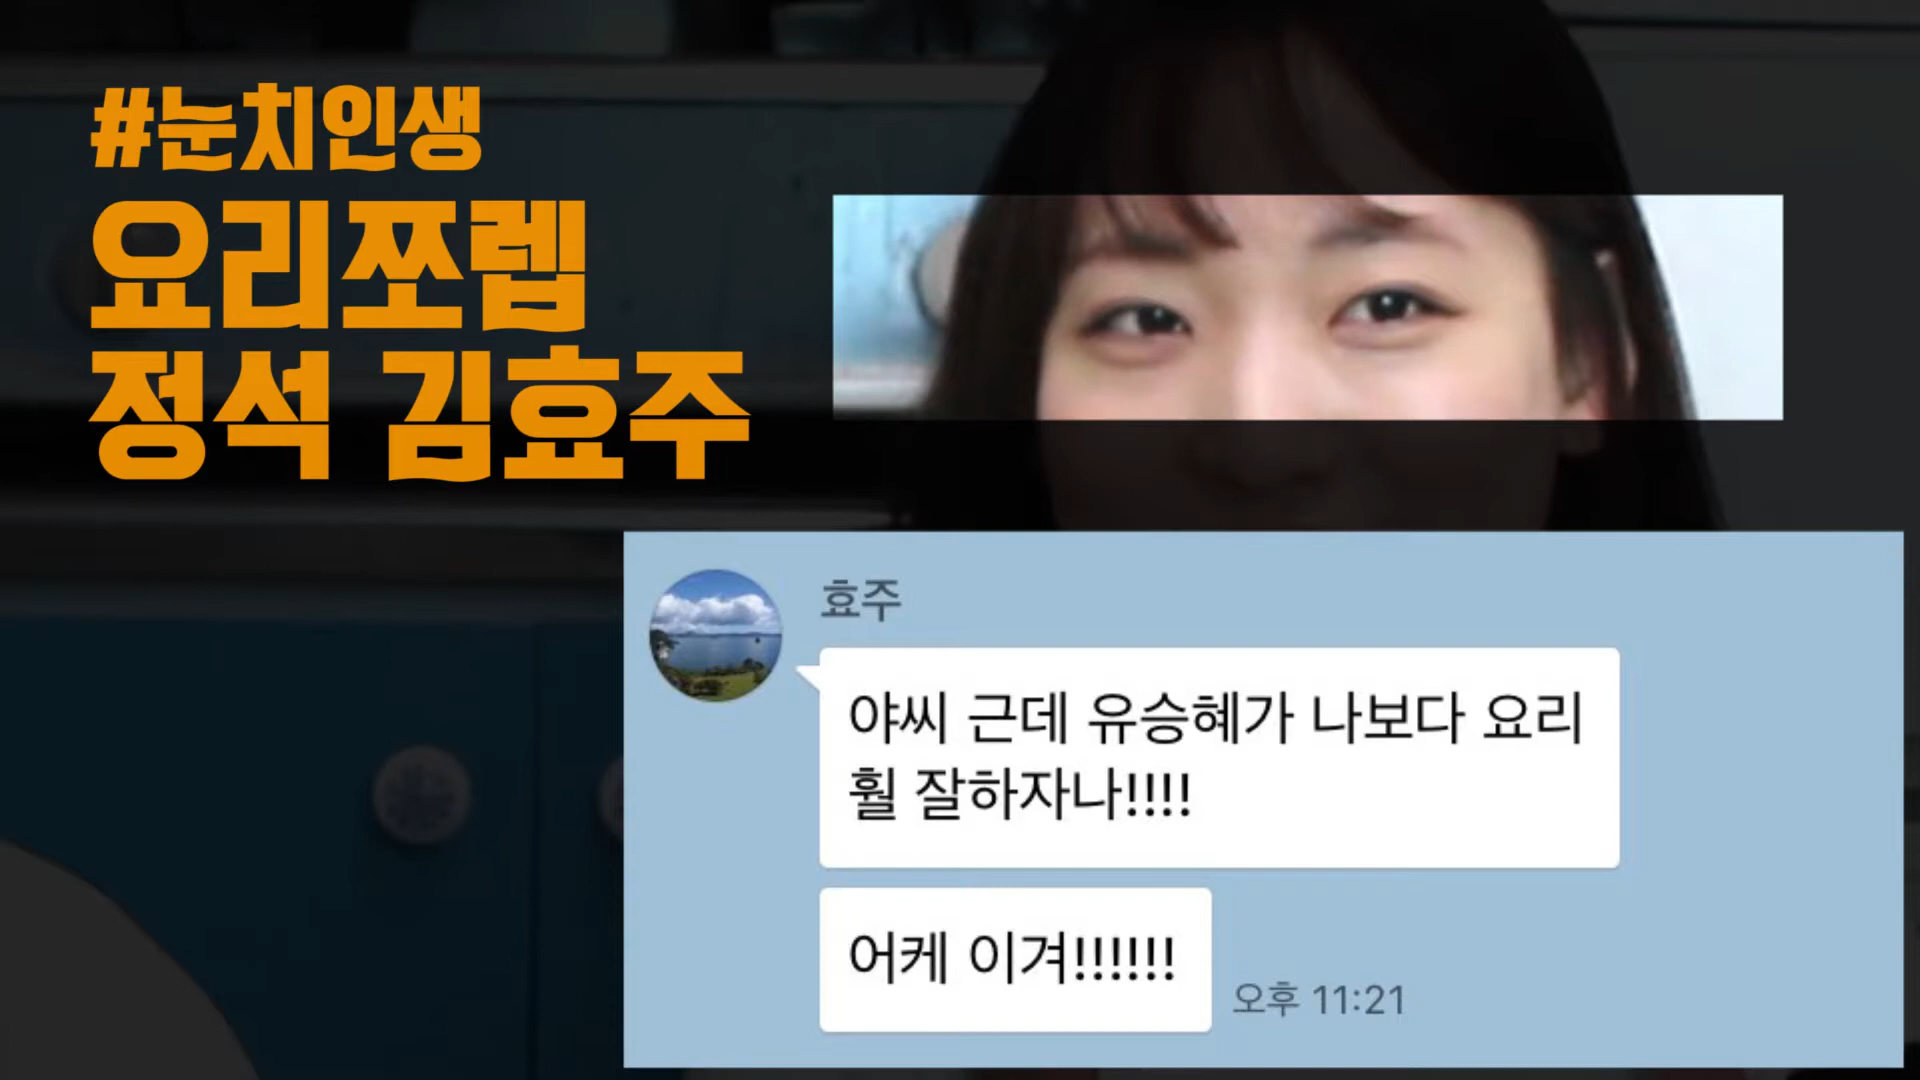 #눈치인생
요리쪼렙
정석 김효주
효주
야씨 근데 유승혜가 나보다 요리
훨 잘하자나!!!!
어케 이겨!!!!!!
오후 11:21